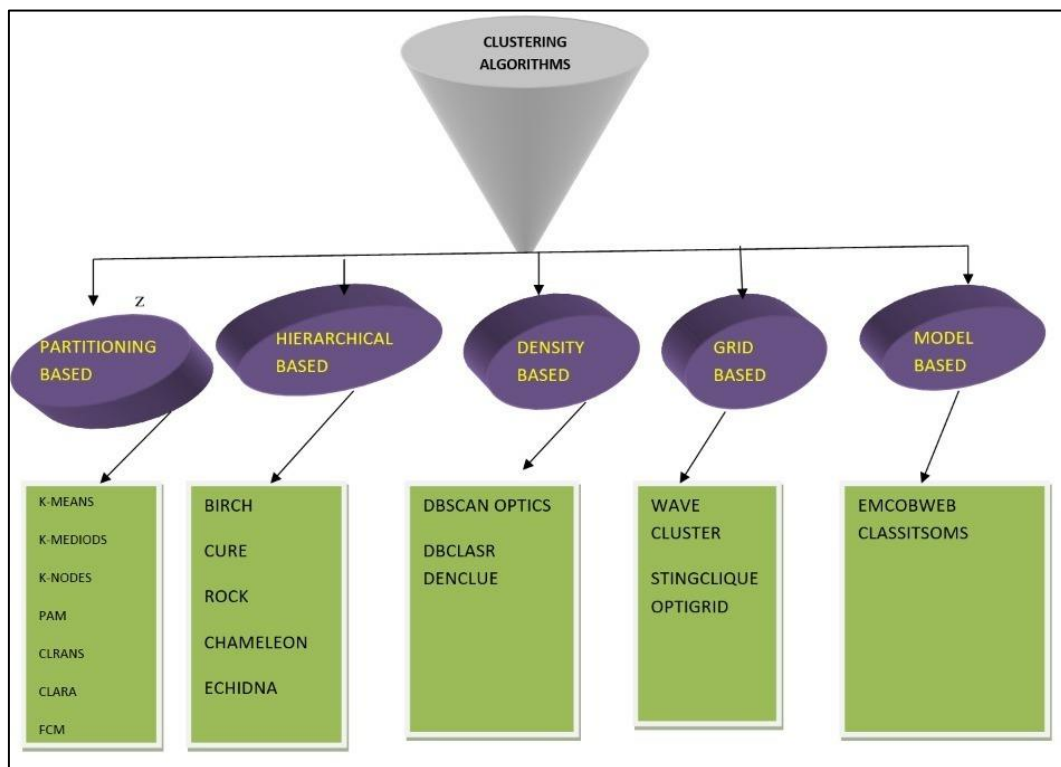 CLUSTERING
ALGORITHMS
Z
PARTITIONING
BASED
HIERARCHICAL
BASED
DENSITY
BASED
GRID
BASED
MODEL
BASED
K-MEANS
K-MEDIODS
K-NODES
PAM
CLRANS
CLARA
FCM
BIRCH
CURE
ROCK
CHAMELEON
ECHIDNA
DBSCAN OPTICS
DBCLASR
DENCLUE
WAVE
CLUSTER
STINGCLIQUE
OPTIGRID
EMCOBWEB
CLASSITSOMS